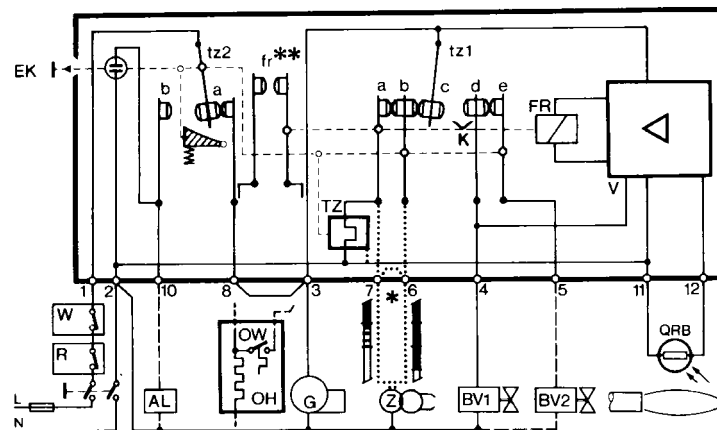 EK
tz2
fr**
tz1
b
a
a
b
c
d
e
K
FR
V
TZ
1
2
10
8
3
7
*
6
4
5
11
12
W
R
L
N
AL
OW
OH
G
Z
BV1
BV2
QRB